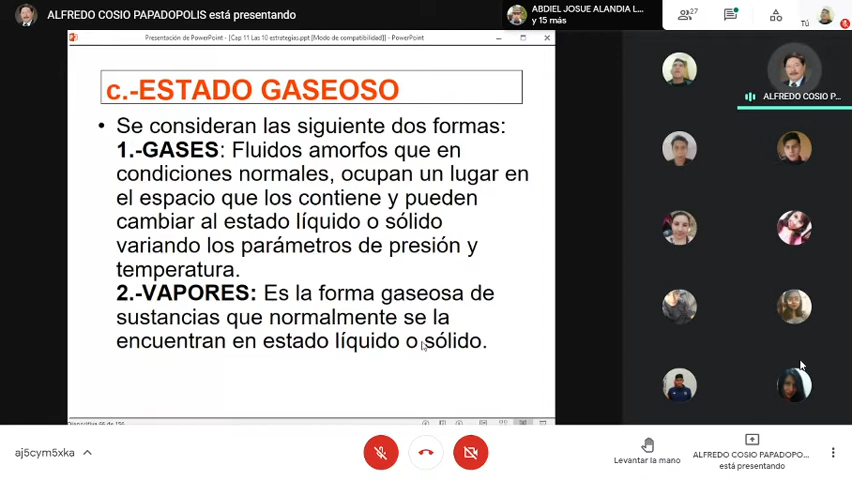 ALFREDO COSIO PAPADOPOLIS está presentando
ABDIEL JOSUE ALANDIA L...
y 15 más
27
Tú
Presentación de PowerPoint - [Cap 11 Las 10 estrategias.ppt [Modo de compatibilidad]] - PowerPoint
c.-ESTADO GASEOSO
• Se consideran las siguiente dos formas:
1.-GASES: Fluidos amorfos que en
condiciones normales, ocupan un lugar en
el espacio que los contiene y pueden
cambiar al estado líquido o sólido
variando los parámetros de presión y
temperatura.
2.-VAPORES: Es la forma gaseosa de
sustancias que normalmente se la
encuentran en estado líquido o sólido.
ALFREDO COSIO P...
aj5cym5xka
Levantar la mano
ALFREDO COSIO PAPADOPO...
está presentando